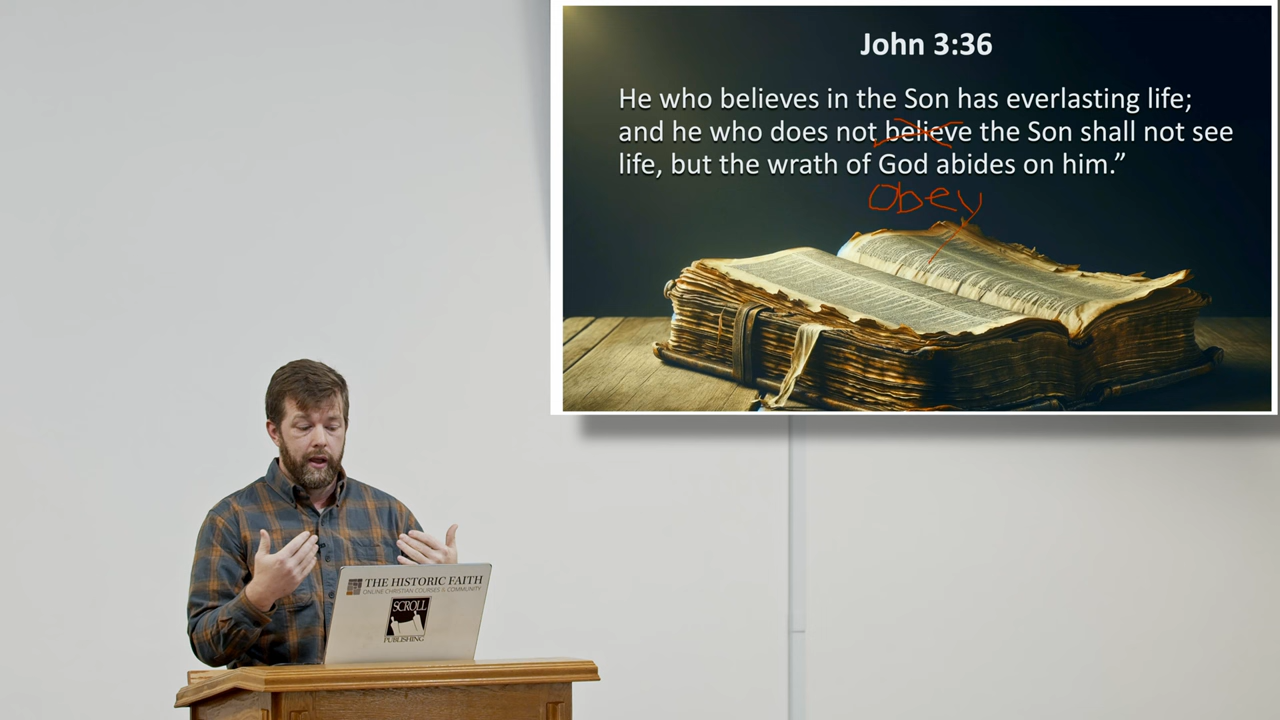 John 3:36
He who believes in the Son has everlasting life;
and he who does not believe the Son shall not see
life, but the wrath of God abides on him.”
Obey
THE HISTORIC FAITH
ONLINE CHRISTIAN COURSES & COMMUNITY
SCROLL
PUBLISHING